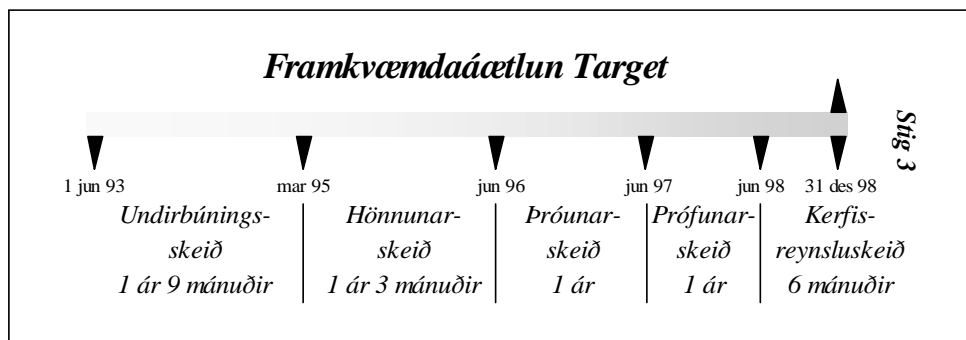 Framkvæmdaáætlun Target
Stig 3
1 jun 93
mar 95
jun 96
jun 97
jun 98
31 des 98
Undirbúnings-
skeið
1 ár 9 mánuðir
Hönnunar-
skeið
1 ár 3 mánuðir
Þróunar-
skeið
1 ár
Prófunar-
skeið
1 ár
Kerfis-
reynsluskeið
6 mánuðir